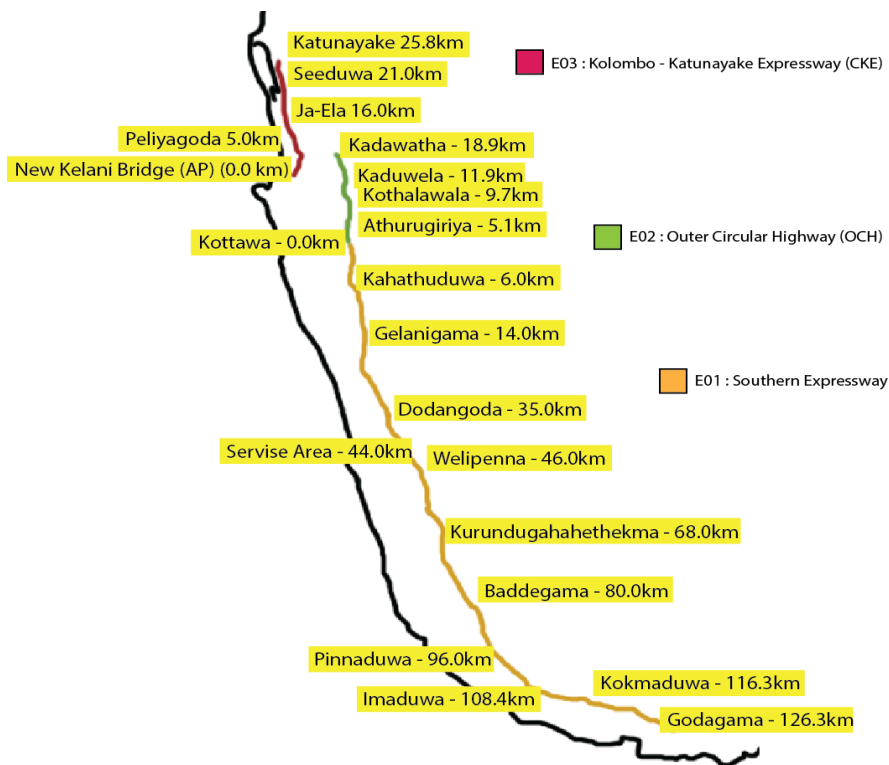 Katunayake 25.8km
Seeduwa 21.0km
E03 : Kolombo - Katunayake Expressway (CKE)
Ja-Ela 16.0km
Peliyagoda 5.0km
Kadawatha - 18.9km
New Kelani Bridge (AP) (0.0 km)
Kaduwela - 11.9km
Kothalawala - 9.7km
Athurugiriya - 5.1km
E02 : Outer Circular Highway (OCH)
Kottawa - 0.0km
Kahathuduwa - 6.0km
Gelanigama - 14.0km
E01 : Southern Expressway
Dodangoda - 35.0km
Servise Area - 44.0km
Welipenna - 46.0km
Kurundugahahethekma - 68.0km
Baddegama - 80.0km
Pinnaduwa - 96.0km
Kokmaduwa - 116.3km
Imaduwa - 108.4km
Godagama - 126.3km